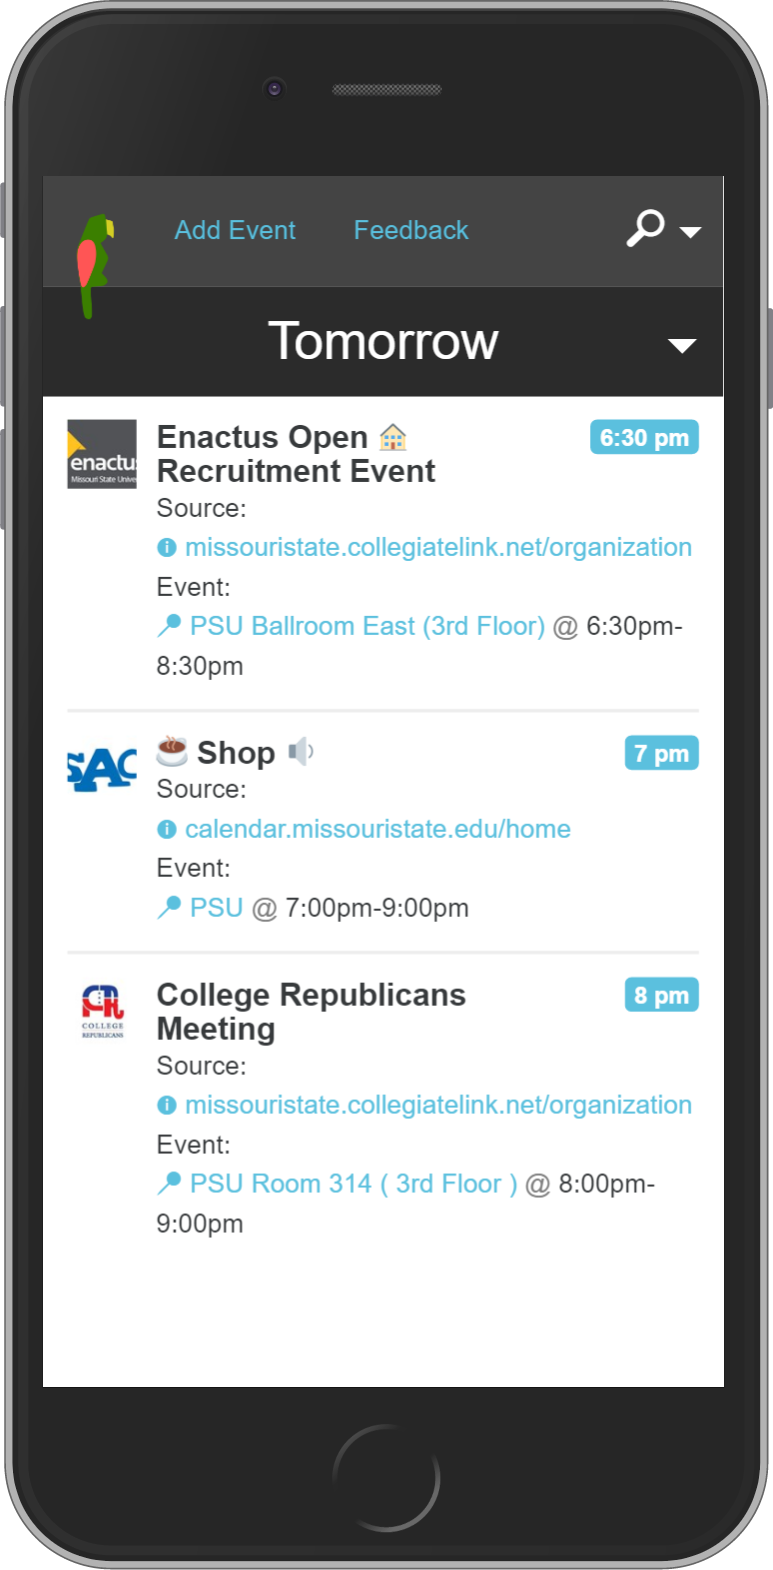 Add Event Feedback
Tomorrow
enactu
Missouri State Unive
Enactus Open 🏠 6:30 pm
Recruitment Event
Source:
missouristate.collegiatelink.net/organization
Event:
PSU Ballroom East (3rd Floor) @ 6:30pm-
8:30pm
SAC
☕ Shop 🔈 7 pm
Source:
calendar.missouristate.edu/home
Event:
PSU @ 7:00pm-9:00pm
CR
COLLEGE
REPUBLICANS
College Republicans 8 pm
Meeting
Source:
missouristate.collegiatelink.net/organization
Event:
PSU Room 314 ( 3rd Floor ) @ 8:00pm-
9:00pm